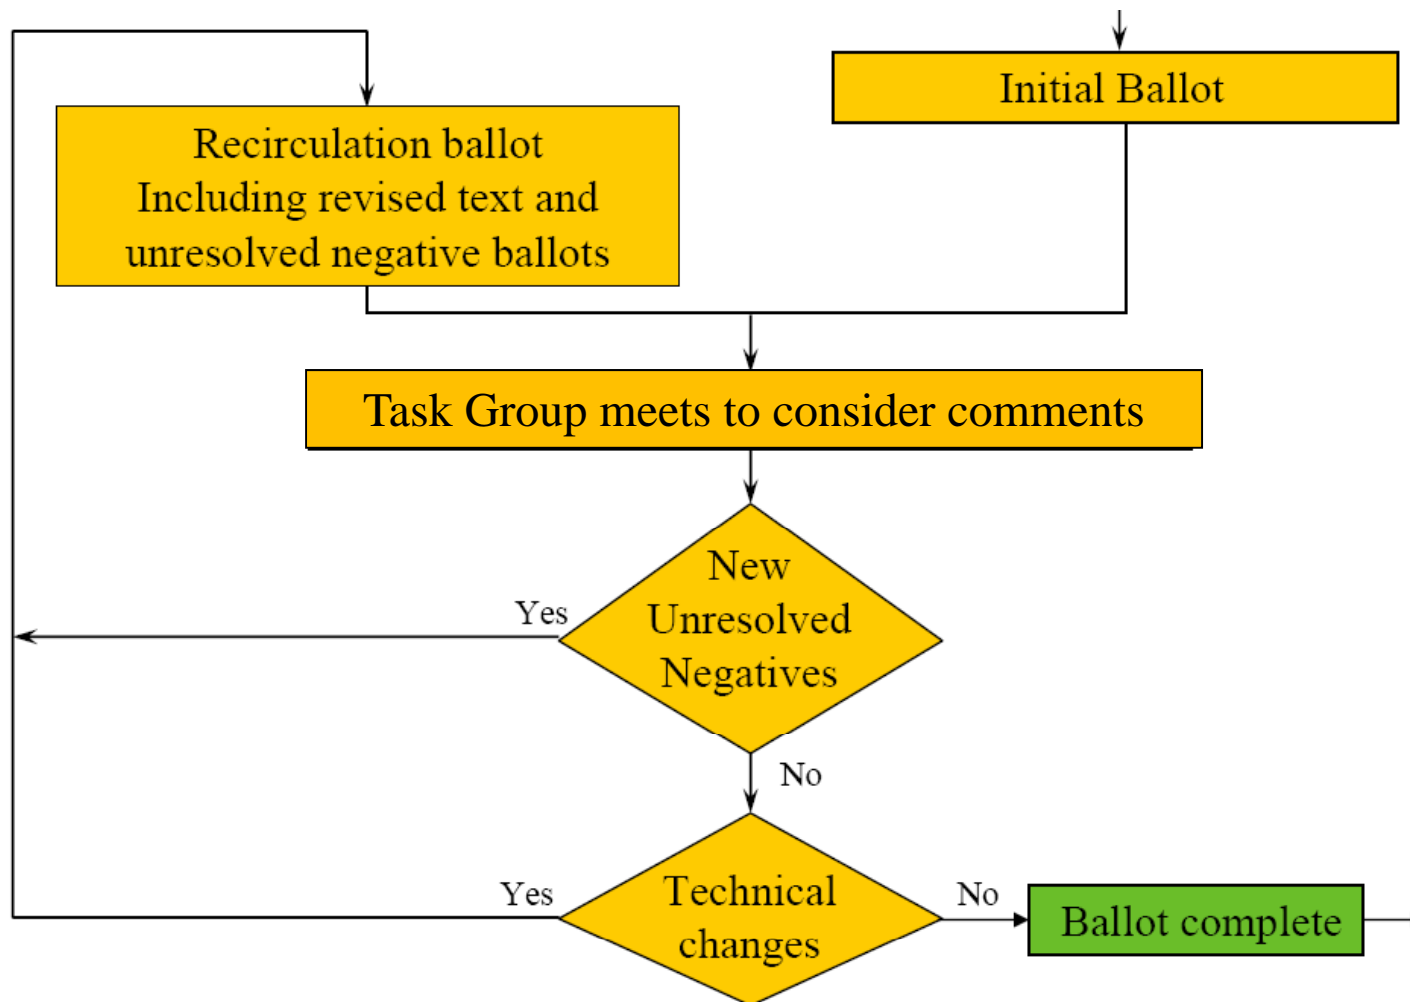 Initial Ballot
Recirculation ballot
Including revised text and
unresolved negative ballots
Task Group meets to consider comments
New
Unresolved
Negatives
Yes
No
Technical
changes
Yes
No
Ballot complete